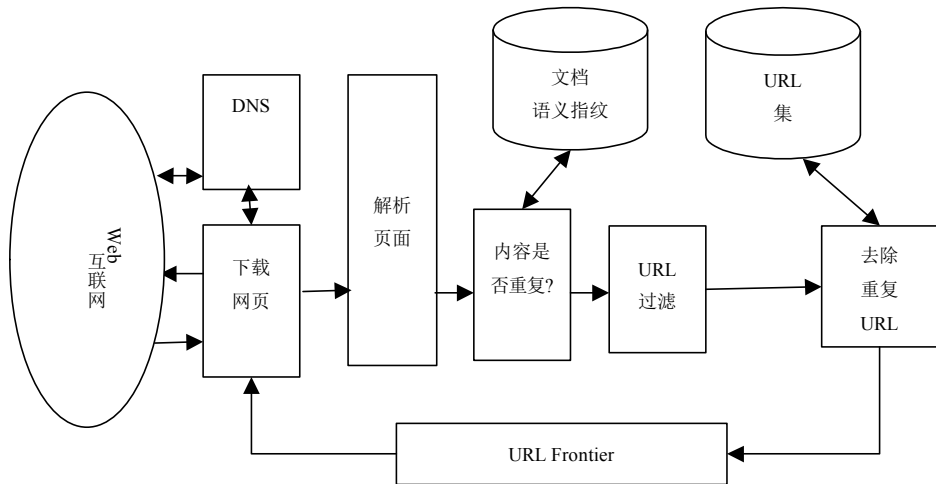 文档
语义指纹
URL
集
DNS
Web
互联网
下载
网页
解析
页面
内容是
否重复?
URL
过滤
去除
重复
URL
URL Frontier